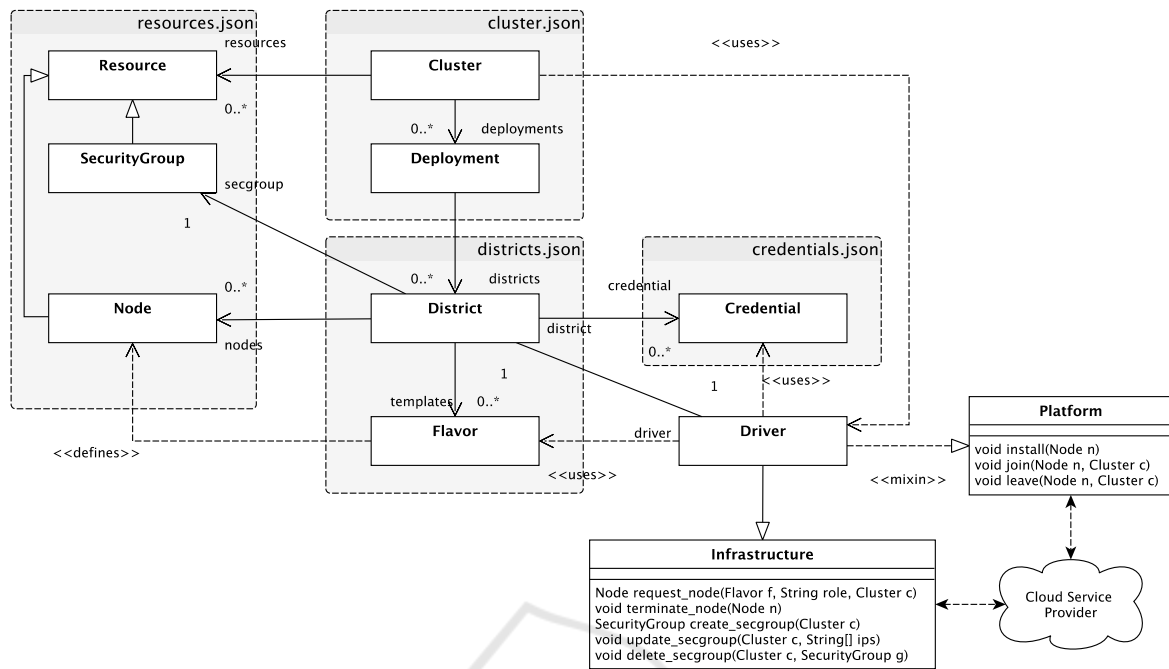 resources.json
cluster.json
resources
<<uses>>
Resource
Cluster
0..*
0..*
deployments
SecurityGroup
Deployment
secgroup
1
districts.json
credentials.json
0..*
0..*
districts
credential
Node
District
Credential
nodes
district
0..*
1
1
<<uses>>
templates
0..*
Platform
Flavor
driver
Driver
<<defines>>
<<uses>>
<<mixin>>
void install(Node n)
void join(Node n, Cluster c)
void leave(Node n, Cluster c)
Infrastructure
Node request_node(Flavor f, String role, Cluster c)
void terminate_node(Node n)
SecurityGroup create_secgroup(Cluster c)
void update_secgroup(Cluster c, String[] ips)
void delete_secgroup(Cluster c, SecurityGroup g)
Cloud Service
Provider